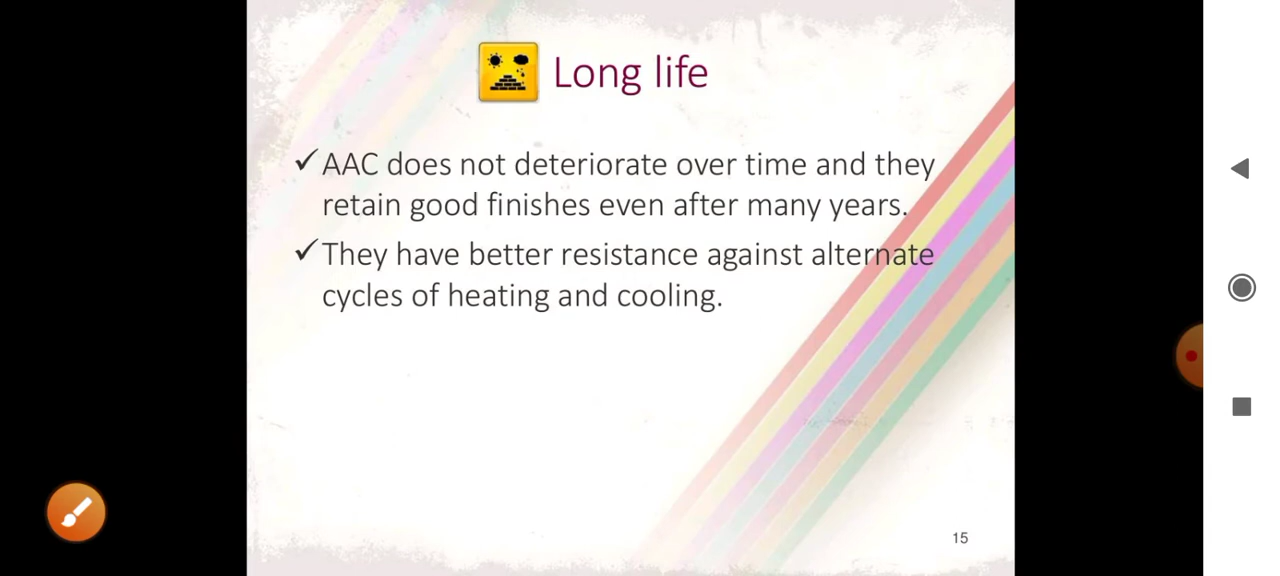 Long life
✓ AAC does not deteriorate over time and they
retain good finishes even after many years.
✓ They have better resistance against alternate
cycles of heating and cooling.
15